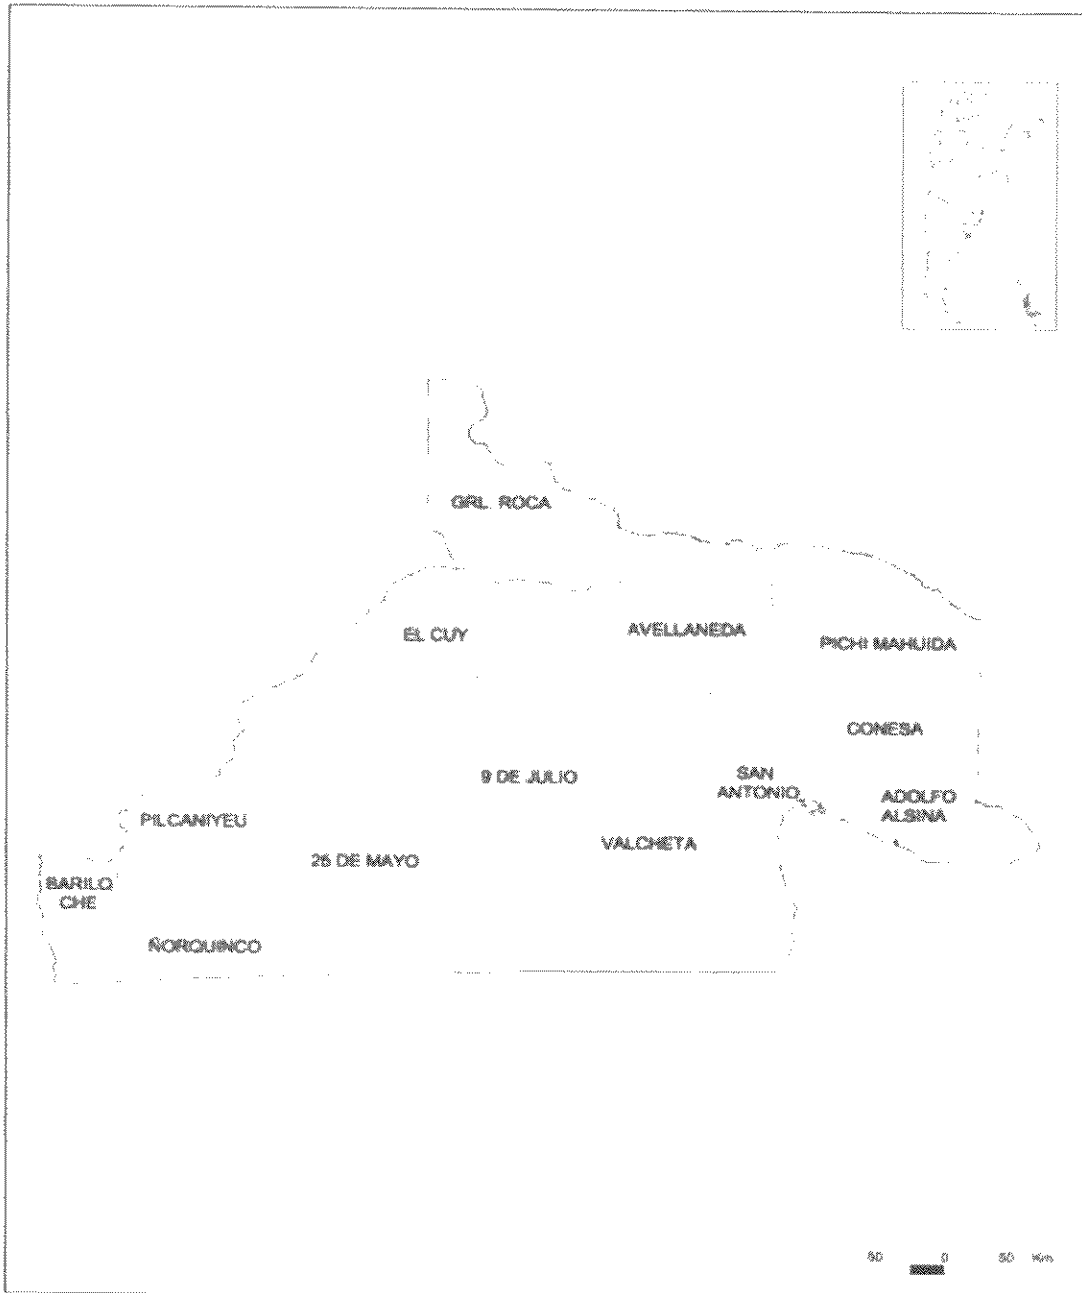 GRL. ROCA
EL CUY
AVELLANEDA
PICHI MAHUIDA
CONESA
9 DE JULIO
SAN
ANTONIO
ADOLFO
ALSINA
PILCANIYEU
VALCHETA
25 DE MAYO
BARILO
CHE
ÑORQUINCO
50 0 50 Km